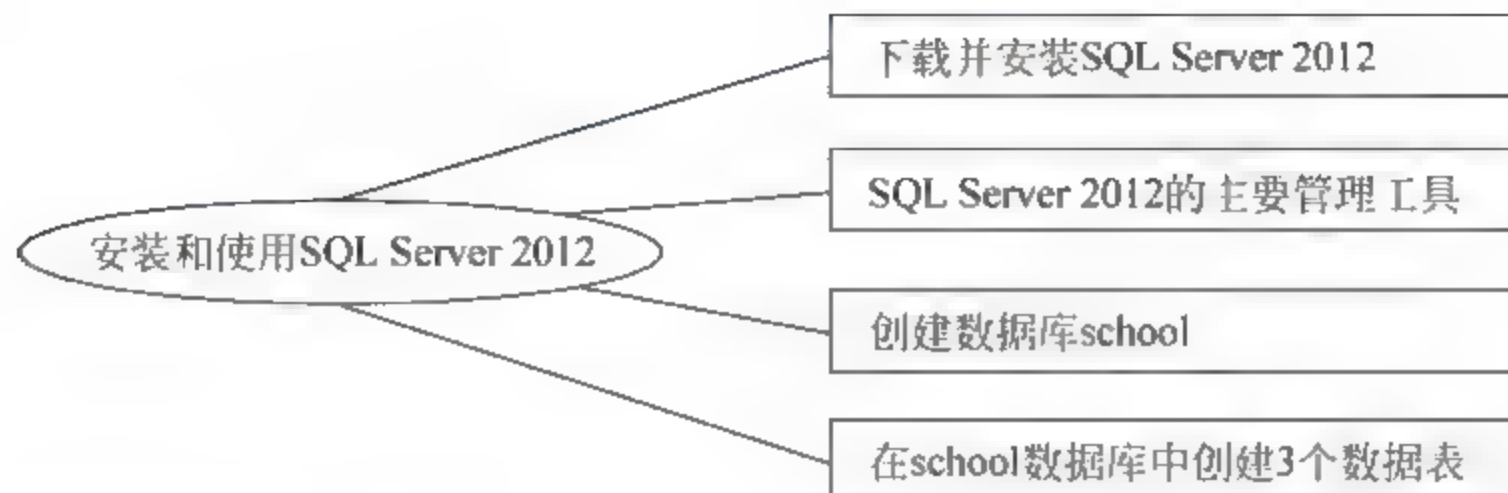 下载并安装SQL Server 2012
SQL Server 2012的主要管理工具
安装和使用SQL Server 2012
创建数据库school
在school数据库中创建3个数据表